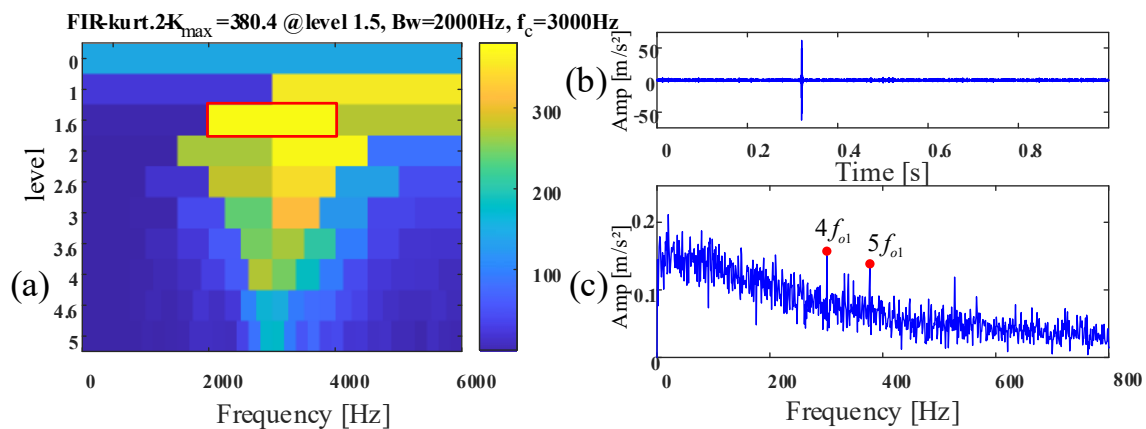 FIR-kurt.2-K_max =380.4 @level 1.5, Bw=2000Hz, f_c=3000Hz
(a)
level
0
1
1.6
2
2.6
3
3.6
4
4.6
5
0 2000 4000 6000
Frequency [Hz]
300
200
100
(b)
Amp [m/s²]
50
0
-50
0 0.2 0.4 0.6 0.8
Time [s]
(c)
Amp [m/s²]
0.2
0.1
0
4f_o1
5f_o1
0 200 400 600 800
Frequency [Hz]